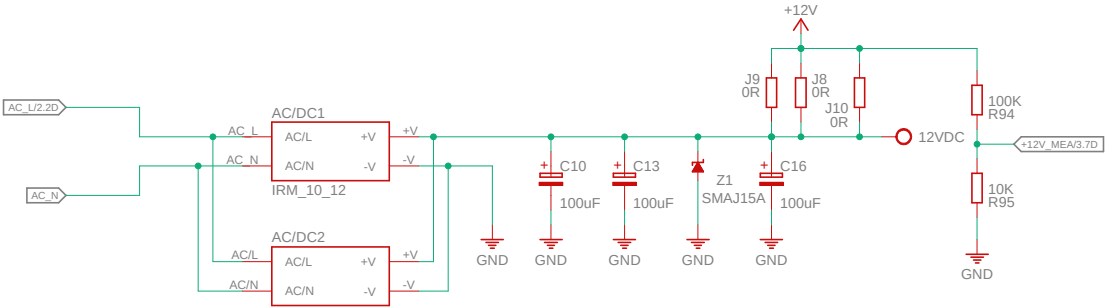 +12V
J9
0R
J8
0R
J10
0R
AC_L/2.2D
AC/DC1
AC_L
AC/L
+V
+V
100K
R94
12VDC
+12V_MEA/3.7D
AC_N
AC/N
-V
-V
IRM_10_12
C10
100uF
C13
100uF
Z1
SMAJ15A
C16
100uF
10K
R95
AC_N
AC/DC2
AC/L
AC/L
+V
+V
AC/N
AC/N
-V
-V
GND
GND
GND
GND
GND
GND